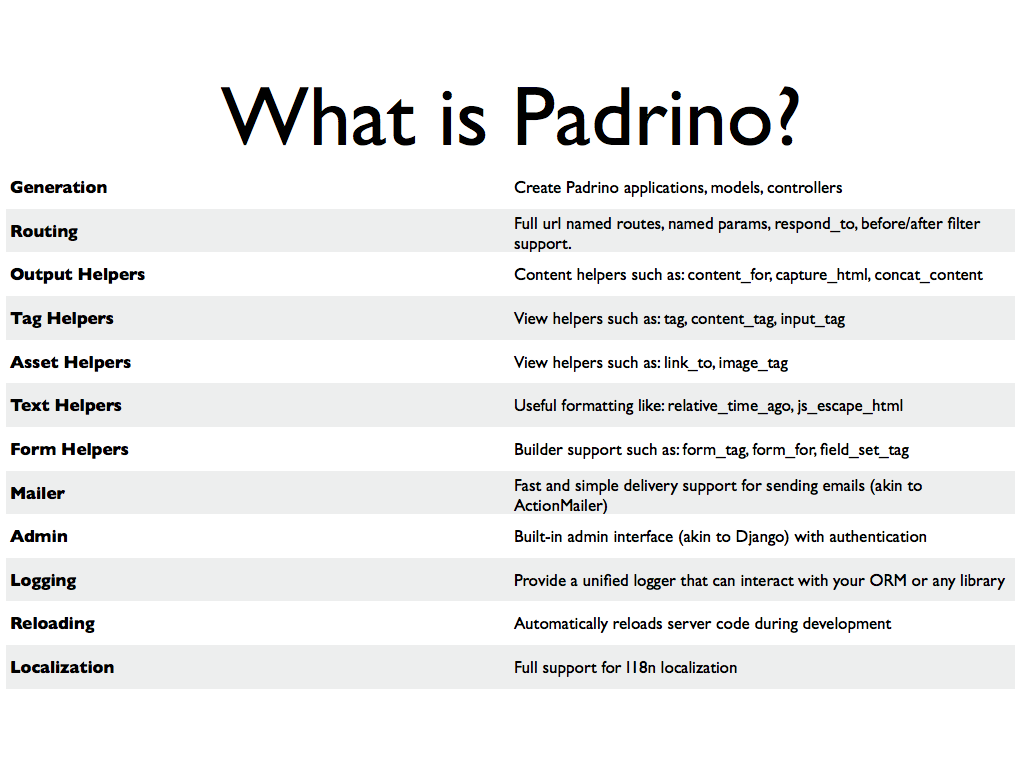 What is Padrino?
Generation
Create Padrino applications, models, controllers
Routing
Full url named routes, named params, respond_to, before/after filter
support.
Output Helpers
Content helpers such as: content_for, capture_html, concat_content
Tag Helpers
View helpers such as: tag, content_tag, input_tag
Asset Helpers
View helpers such as: link_to, image_tag
Text Helpers
Useful formatting like: relative_time_ago, js_escape_html
Form Helpers
Builder support such as: form_tag, form_for, field_set_tag
Mailer
Fast and simple delivery support for sending emails (akin to
ActionMailer)
Admin
Built-in admin interface (akin to Django) with authentication
Logging
Provide a unified logger that can interact with your ORM or any library
Reloading
Automatically reloads server code during development
Localization
Full support for I18n localization